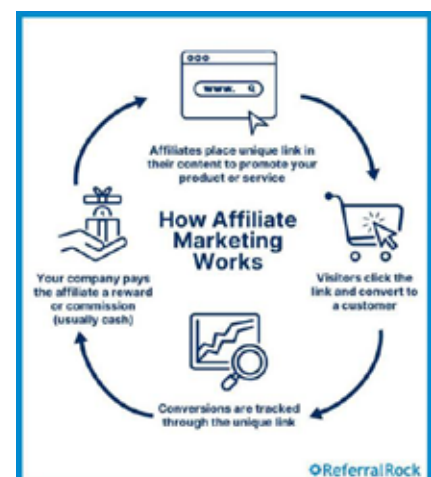 www.
Affiliates place unique link in
their content to promote your
product or service
How Affiliate
Marketing
Works
Visitors click the
link and convert to
a customer
Conversions are tracked
through the unique link
Your company pays
the affiliate a reward
or commission
(usually cash)
ReferralRock